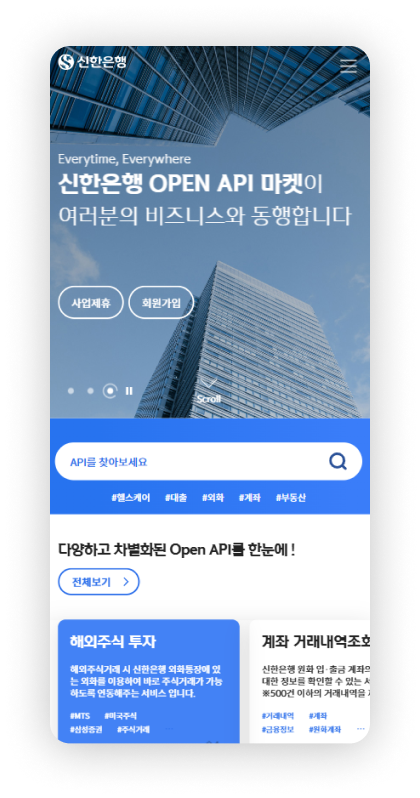 신한은행
Everytime, Everywhere
신한은행 OPEN API 마켓이
여러분의 비즈니스와 동행합니다
사업제휴 회원가입
Scroll
API를 찾아보세요
#헬스케어 #대출 #외화 #계좌 #부동산
다양하고 차별화된 Open API를 한눈에 !
전체보기
해외주식 투자
해외주식거래 시 신한은행 외화통장에 있
는 외화를 이용하여 바로 주식거래가 가능
하도록 연동해주는 서비스 입니다.
#MTS #미국주식
#삼성증권 #주식거래 ...
계좌 거래내역조회
신한은행 원화 입·출금 계좌의
대한 정보를 확인할 수 있는
※500건 이하의 거래내역을
#거래내역 #계좌
#금융정보 #원화계좌 ...